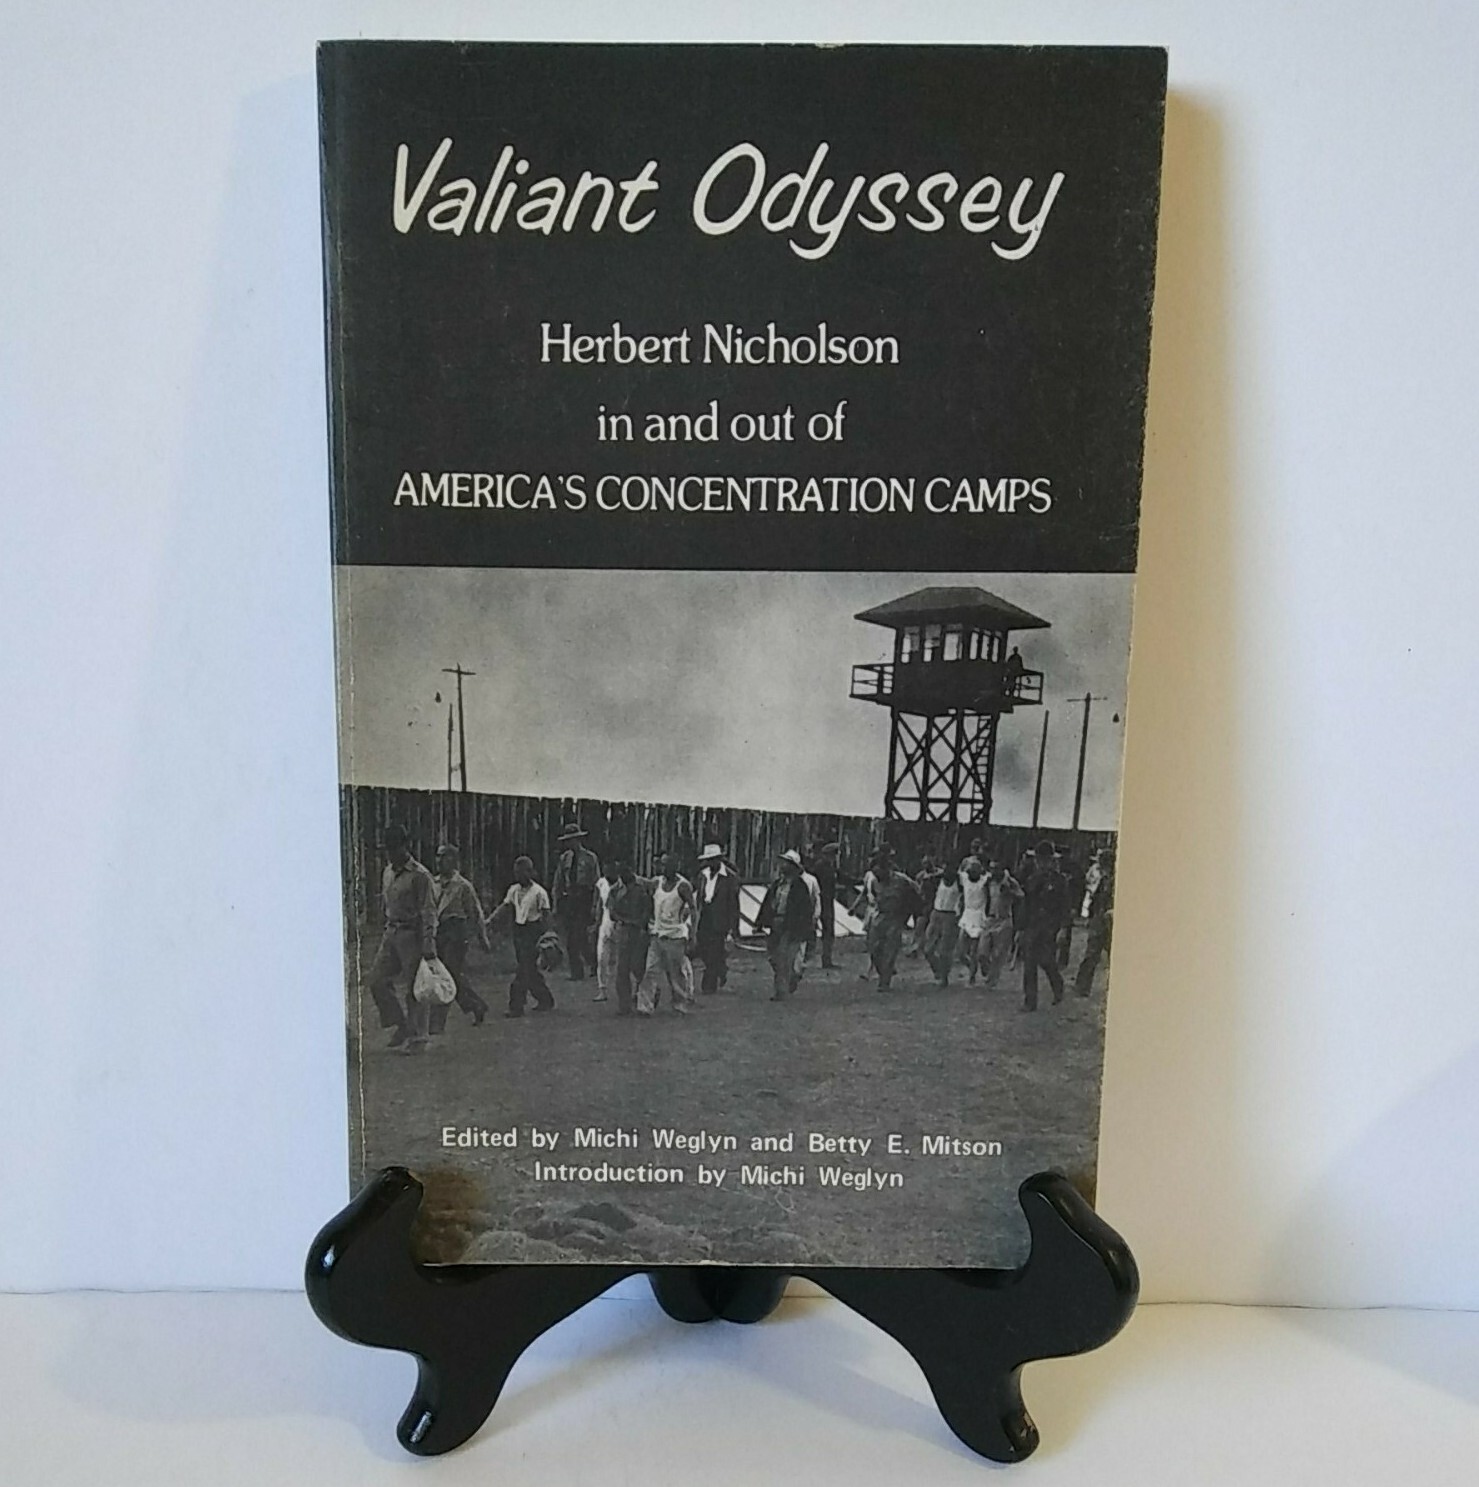 Valiant Odyssey
Herbert Nicholson
in and out of
AMERICA'S CONCENTRATION CAMPS
Edited by Michi Weglyn and Betty E. Mitson
Introduction by Michi Weglyn